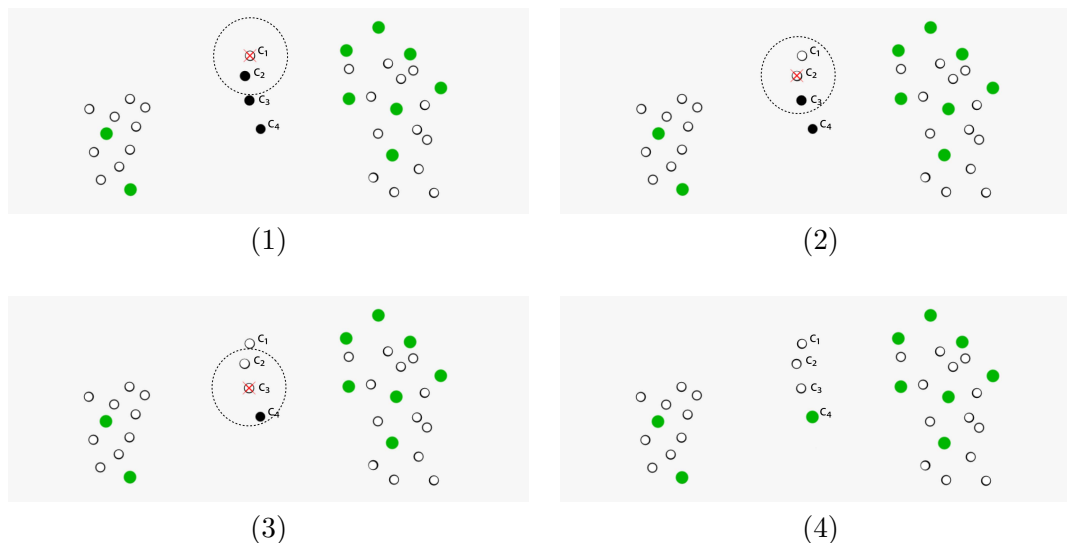 c₁
c₂
c₃
c₄
(1)
c₁
c₂
c₃
c₄
(2)
c₁
c₂
c₃
c₄
(3)
c₁
c₂
c₃
c₄
(4)